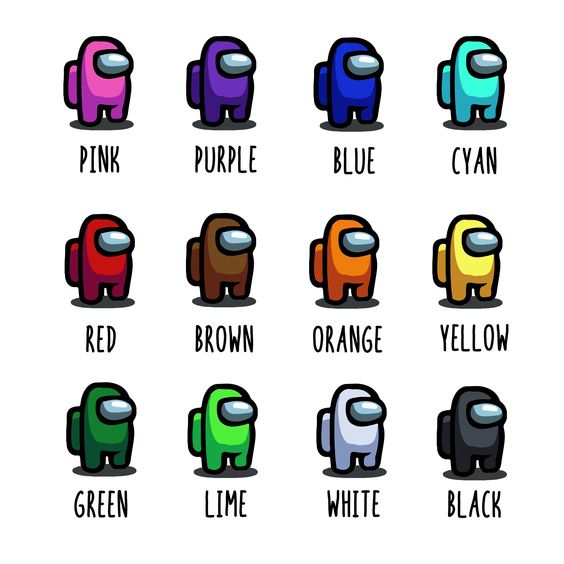 PINK PURPLE BLUE CYAN
RED BROWN ORANGE YELLOW
GREEN LIME WHITE BLACK